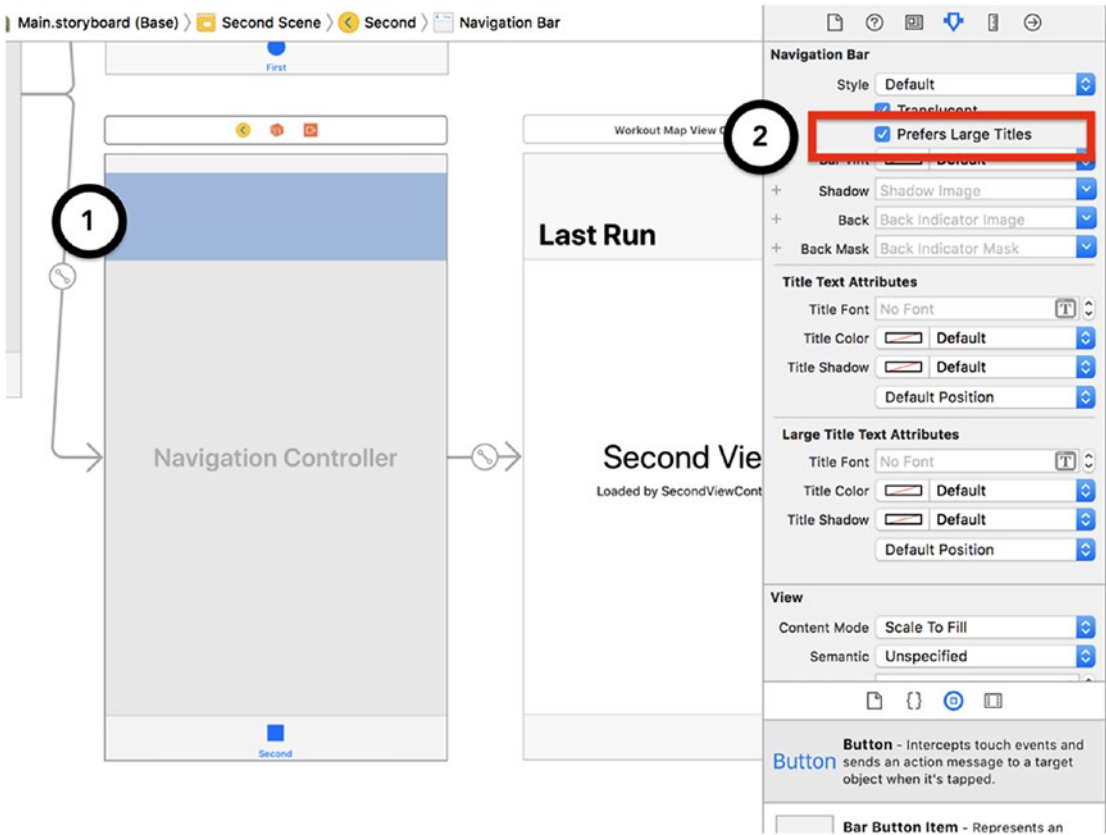 Main.storyboard (Base) 〉 Second Scene 〉 Second 〉 Navigation Bar
First
1
Navigation Controller
Second
Workout Map View
Last Run
Second Vie
Loaded by SecondViewCont
2
Navigation Bar
Style Default
Translucent
Prefers Large Titles
Bar Tint Default
+ Shadow Shadow Image
+ Back Back Indicator Image
+ Back Mask Back Indicator Mask
Title Text Attributes
Title Font No Font T
Title Color Default
Title Shadow Default
Default Position
Large Title Text Attributes
Title Font No Font T
Title Color Default
Title Shadow Default
Default Position
View
Content Mode Scale To Fill
Semantic Unspecified
{}
Button
Button - Intercepts touch events and
sends an action message to a target
object when it's tapped.
Bar Button Item - Represents an